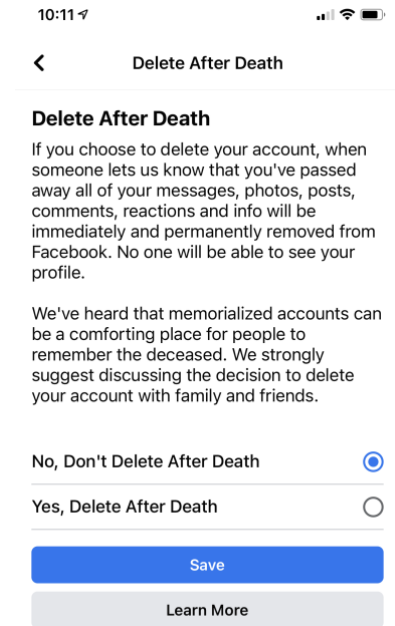 10:11
Delete After Death
Delete After Death
If you choose to delete your account, when
someone lets us know that you've passed
away all of your messages, photos, posts,
comments, reactions and info will be
immediately and permanently removed from
Facebook. No one will be able to see your
profile.
We've heard that memorialized accounts can
be a comforting place for people to
remember the deceased. We strongly
suggest discussing the decision to delete
your account with family and friends.
No, Don't Delete After Death
Yes, Delete After Death
Save
Learn More